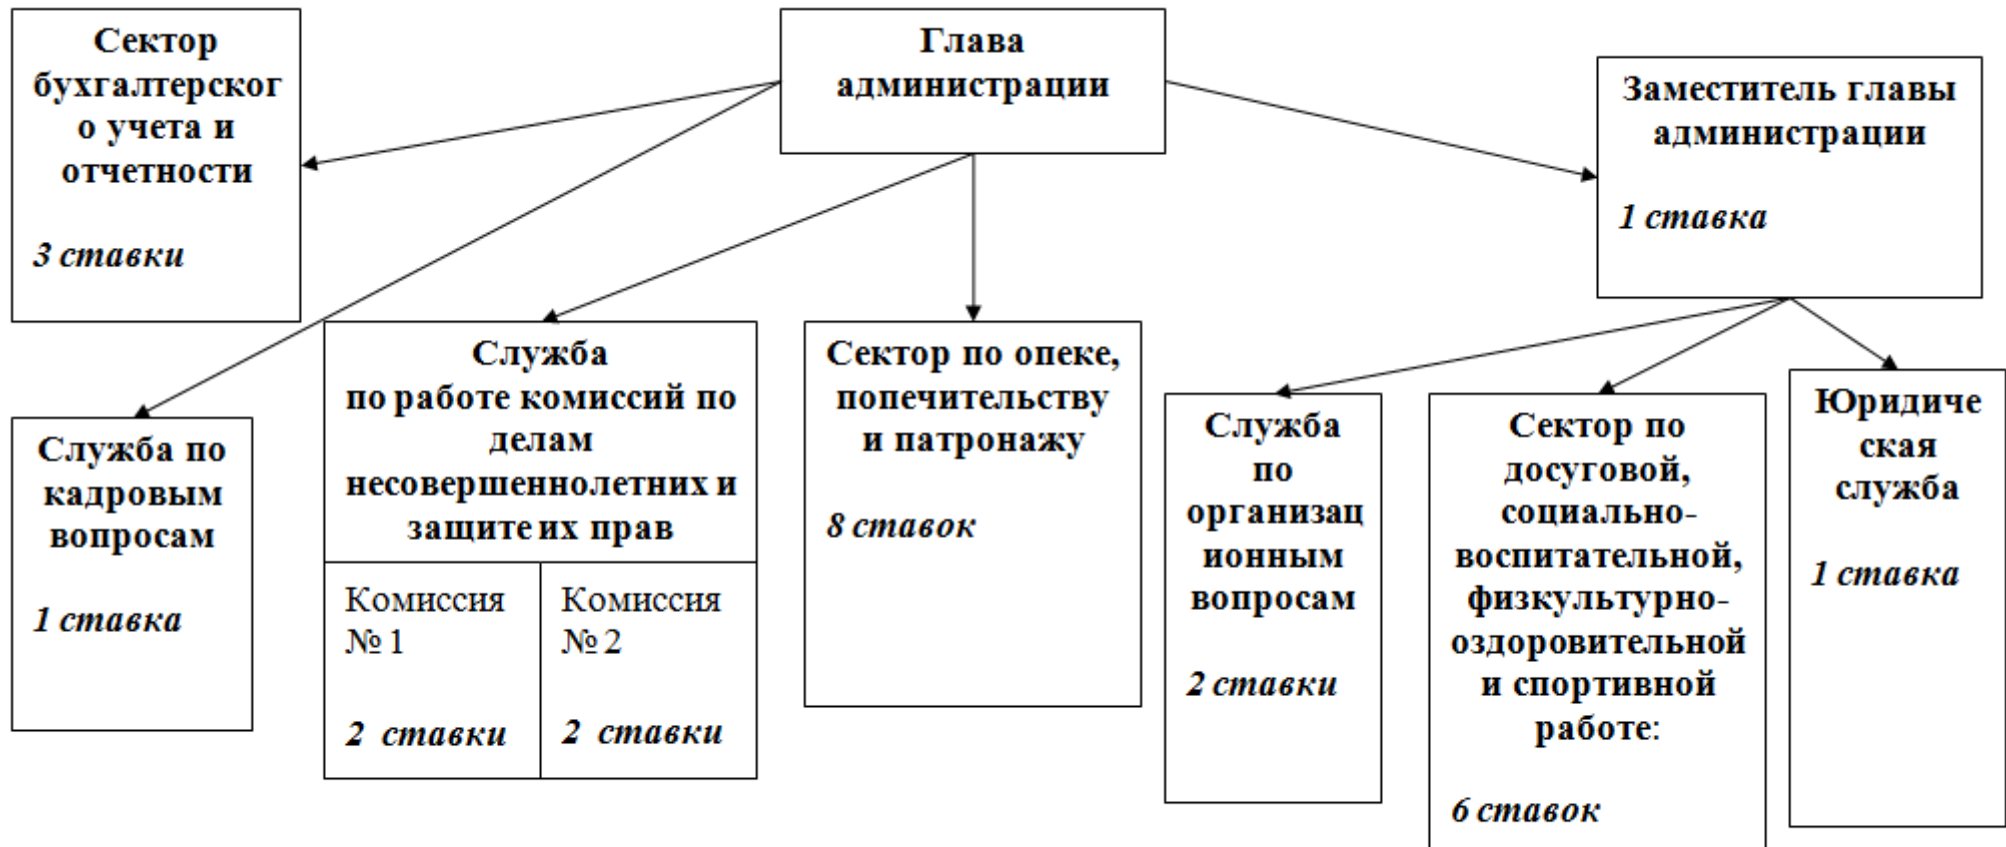 Сектор
бухгалтерског
о учета и
отчетности
3 ставки
Глава
администрации
Заместитель главы
администрации
1 ставка
Служба по
кадровым
вопросам
1 ставка
Служба
по работе комиссий по
делам
несовершеннолетних и
защите их прав
Комиссия
№ 1
2 ставки
Комиссия
№ 2
2 ставки
Сектор по опеке,
попечительству
и патронажу
8 ставок
Служба
по
организац
ионным
вопросам
2 ставки
Сектор по
досуговой,
социально-
воспитательной,
физкультурно-
оздоровительной
и спортивной
работе:
6 ставок
Юридиче
ская
служба
1 ставка